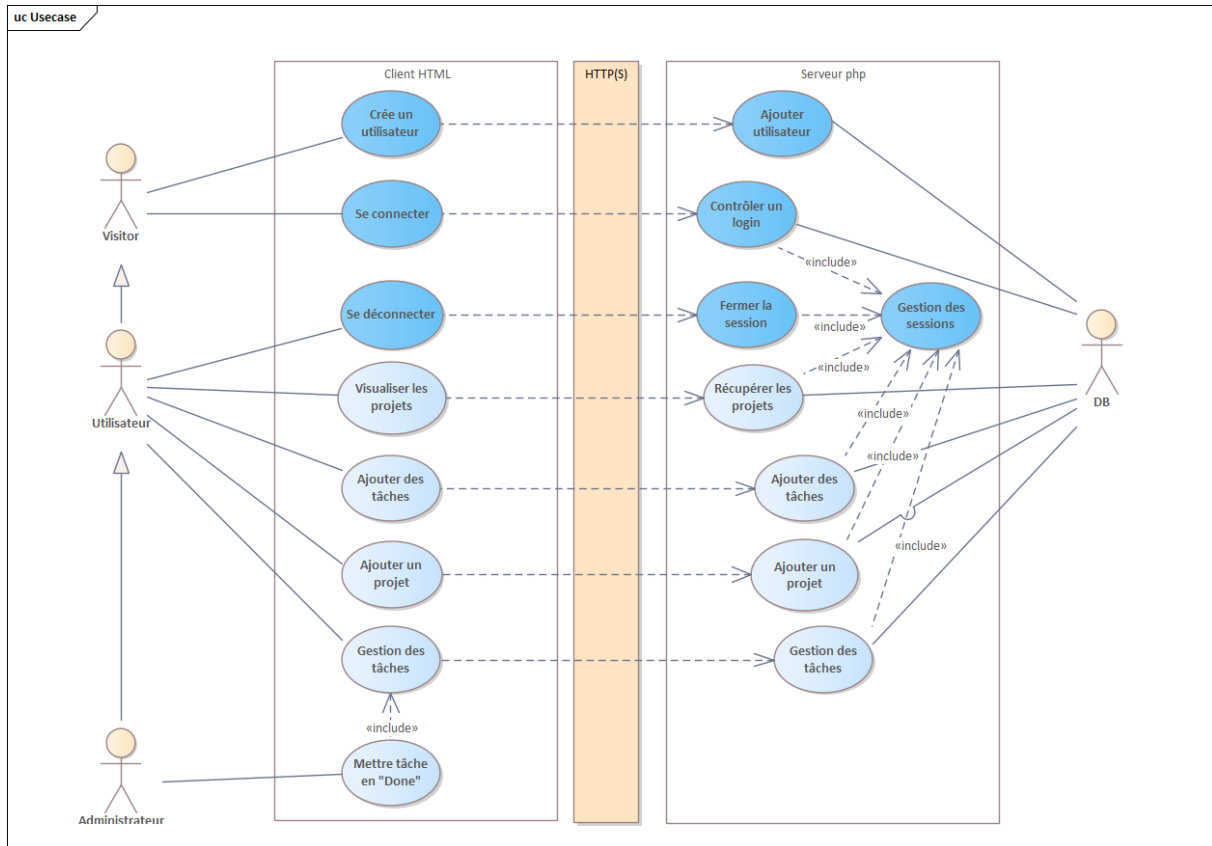 uc Usecase
Client HTML
HTTP(S)
Serveur php
Crée un
utilisateur
Ajouter
utilisateur
Visitor
Se connecter
Contrôler un
login
«include»
Se déconnecter
Fermer la
session
«include»
Gestion des
sessions
Utilisateur
Visualiser les
projets
Récupérer les
projets
«include»
DB
«include»
Ajouter des
tâches
Ajouter des
tâches
«include»
«include»
Ajouter un
projet
Ajouter un
projet
Gestion des
tâches
Gestion des
tâches
«include»
Mettre tâche
en "Done"
Administrateur